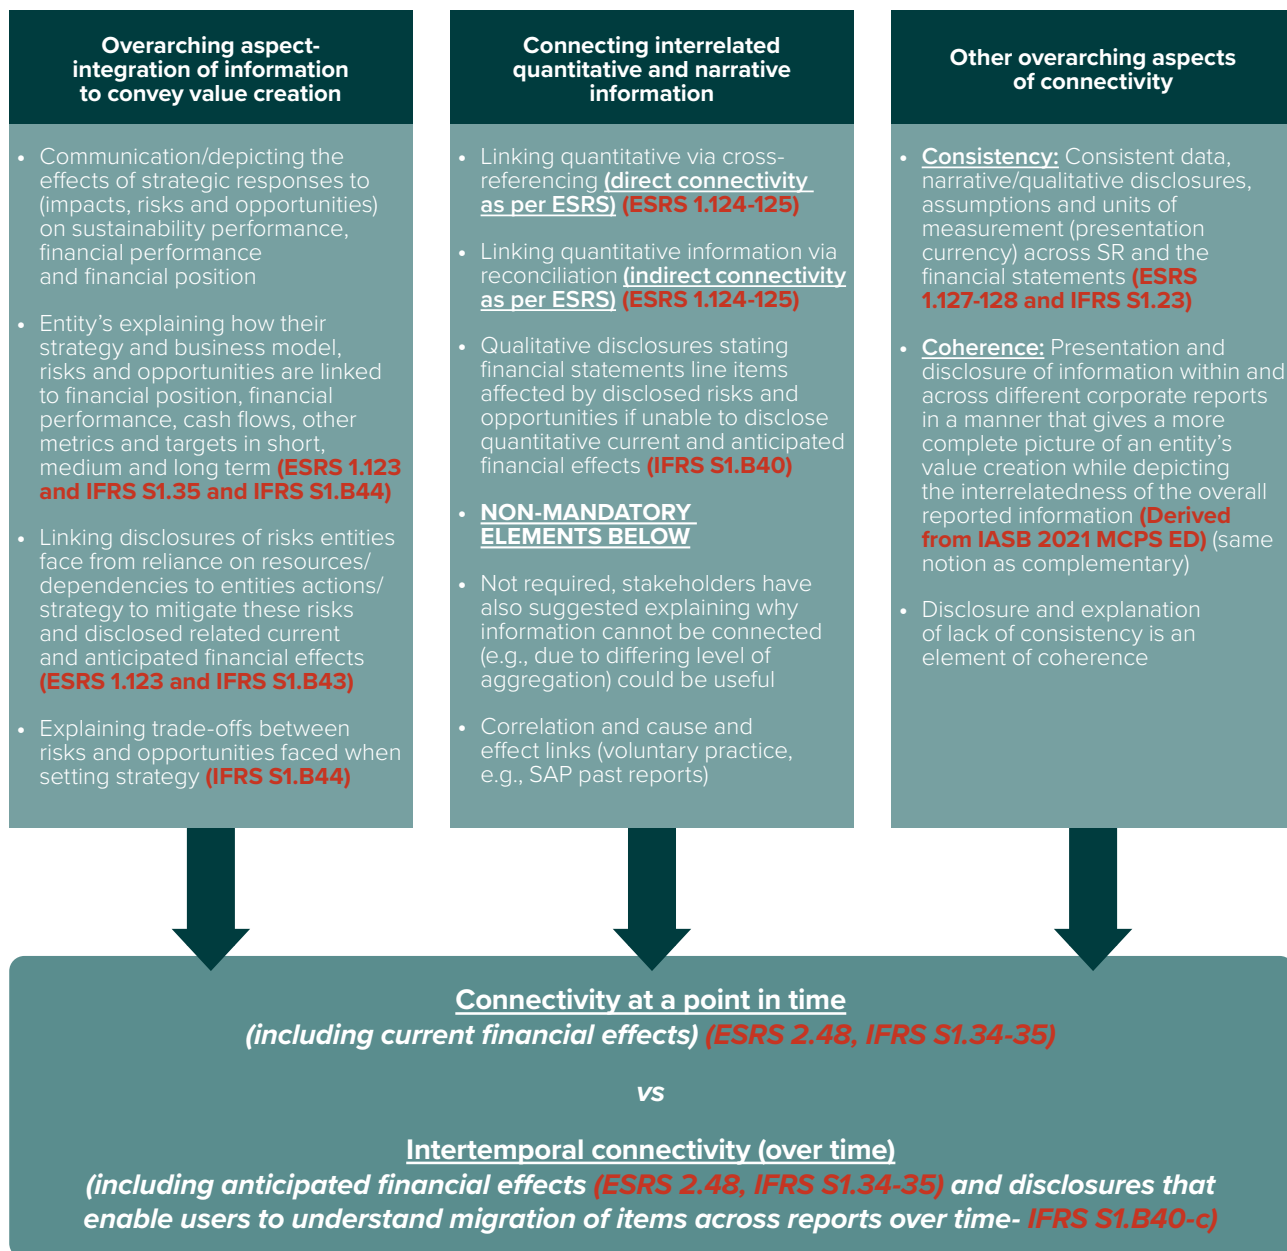 Overarching aspect-
integration of information
to convey value creation
• Communication/depicting the
effects of strategic responses to
(impacts, risks and opportunities)
on sustainability performance,
financial performance
and financial position
• Entity's explaining how their
strategy and business model,
risks and opportunities are linked
to financial position, financial
performance, cash flows, other
metrics and targets in short,
medium and long term (ESRS 1.123
and IFRS S1.35 and IFRS S1.B44)
• Linking disclosures of risks entities
face from reliance on resources/
dependencies to entities actions/
strategy to mitigate these risks
and disclosed related current
and anticipated financial effects
(ESRS 1.123 and IFRS S1.B43)
• Explaining trade-offs between
risks and opportunities faced when
setting strategy (IFRS S1.B44)
Connecting interrelated
quantitative and narrative
information
• Linking quantitative via cross-
referencing (direct connectivity
as per ESRS) (ESRS 1.124-125)
• Linking quantitative information via
reconciliation (indirect connectivity
as per ESRS) (ESRS 1.124-125)
• Qualitative disclosures stating
financial statements line items
affected by disclosed risks and
opportunities if unable to disclose
quantitative current and anticipated
financial effects (IFRS S1.B40)
• NON-MANDATORY
ELEMENTS BELOW
• Not required, stakeholders have
also suggested explaining why
information cannot be connected
(e.g., due to differing level of
aggregation) could be useful
• Correlation and cause and
effect links (voluntary practice,
e.g., SAP past reports)
Other overarching aspects
of connectivity
• Consistency: Consistent data,
narrative/qualitative disclosures,
assumptions and units of
measurement (presentation
currency) across SR and the
financial statements (ESRS
1.127-128 and IFRS S1.23)
• Coherence: Presentation and
disclosure of information within and
across different corporate reports
in a manner that gives a more
complete picture of an entity's
value creation while depicting
the interrelatedness of the overall
reported information (Derived
from IASB 2021 MCPS ED) (same
notion as complementary)
• Disclosure and explanation
of lack of consistency is an
element of coherence
Connectivity at a point in time
(including current financial effects) (ESRS 2.48, IFRS S1.34-35)
vs
Intertemporal connectivity (over time)
(including anticipated financial effects (ESRS 2.48, IFRS S1.34-35) and disclosures that
enable users to understand migration of items across reports over time- IFRS S1.B40-c)